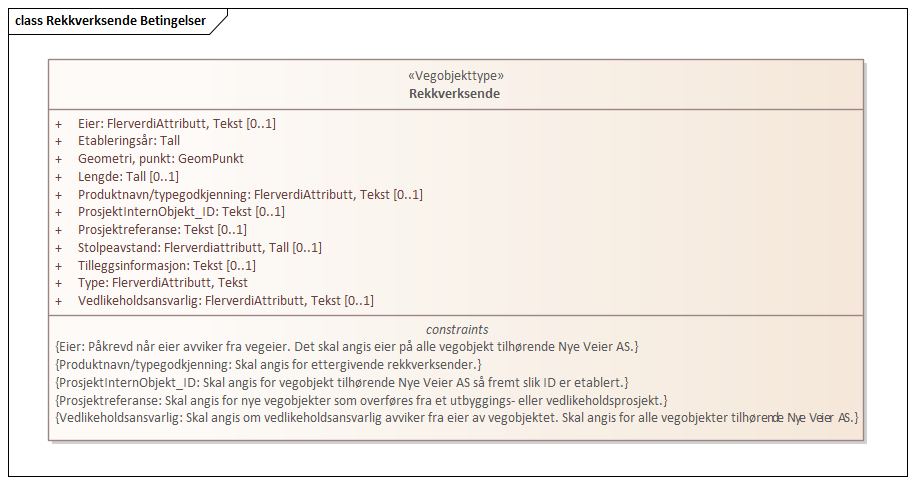 class Rekkverksende Betingelser
«Vegobjekttype»
Rekkverksende
+ Eier: FlerverdiAttributt, Tekst [0..1]
+ Etableringsår: Tall
+ Geometri, punkt: GeomPunkt
+ Lengde: Tall [0..1]
+ Produktnavn/typegodkjenning: FlerverdiAttributt, Tekst [0..1]
+ ProsjektInternObjekt_ID: Tekst [0..1]
+ Prosjektreferanse: Tekst [0..1]
+ Stolpeavstand: Flerverdiattributt, Tall [0..1]
+ Tilleggsinformasjon: Tekst [0..1]
+ Type: FlerverdiAttributt, Tekst
+ Vedlikeholdsansvarlig: FlerverdiAttributt, Tekst [0..1]
constraints
{Eier: Påkrevd når eier avviker fra vegeier. Det skal angis eier på alle vegobjekt tilhørende Nye Veier AS.}
{Produktnavn/typegodkjenning: Skal angis for ettergivende rekkverksender.}
{ProsjektInternObjekt_ID: Skal angis for vegobjekt tilhørende Nye Veier AS så fremt slik ID er etablert.}
{Prosjektreferanse: Skal angis for nye vegobjekter som overføres fra et utbyggings- eller vedlikeholdsprosjekt.}
{Vedlikeholdsansvarlig: Skal angis om vedlikeholdsansvarlig avviker fra eier av vegobjektet. Skal angis for alle vegobjekter tilhørende Nye Veier AS.}